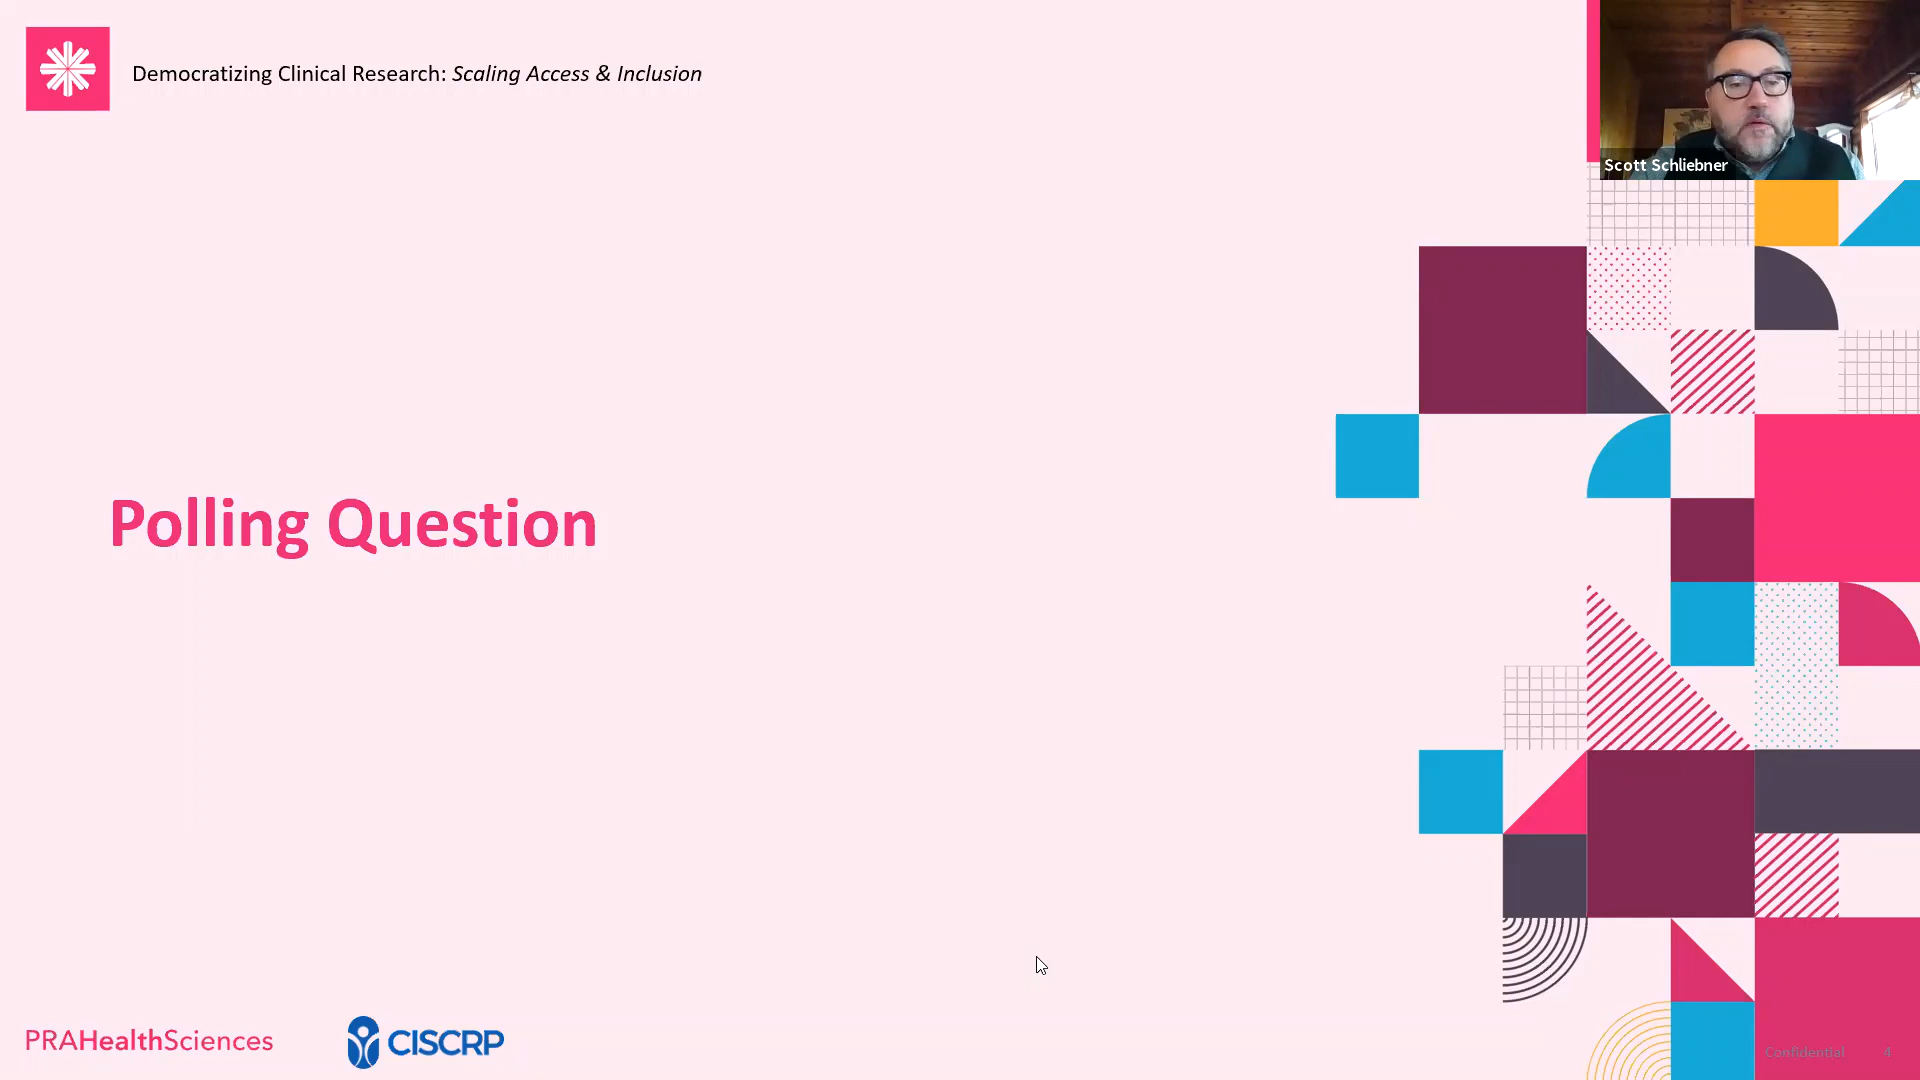 Democratizing Clinical Research: Scaling Access & Inclusion
Scott Schliebner
Polling Question
PRAHealthSciences
CISCRP
Confidential 4